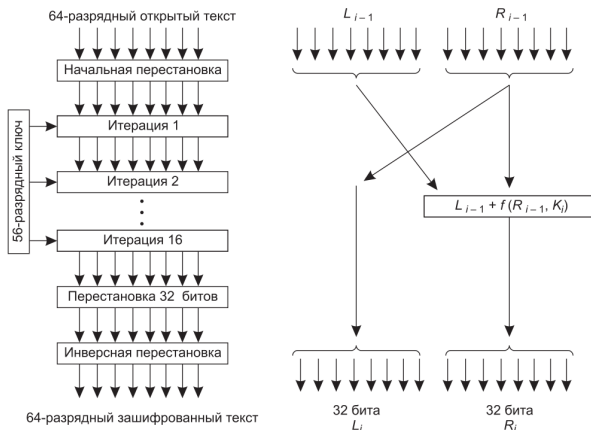 64-разрядный открытый текст
Начальная перестановка
56-разрядный ключ
Итерация 1
Итерация 2
Итерация 16
Перестановка 32 битов
Инверсная перестановка
64-разрядный зашифрованный текст
L i – 1
R i – 1
L i – 1 + f (R i – 1, Ki)
32 бита
Li
32 бита
Ri